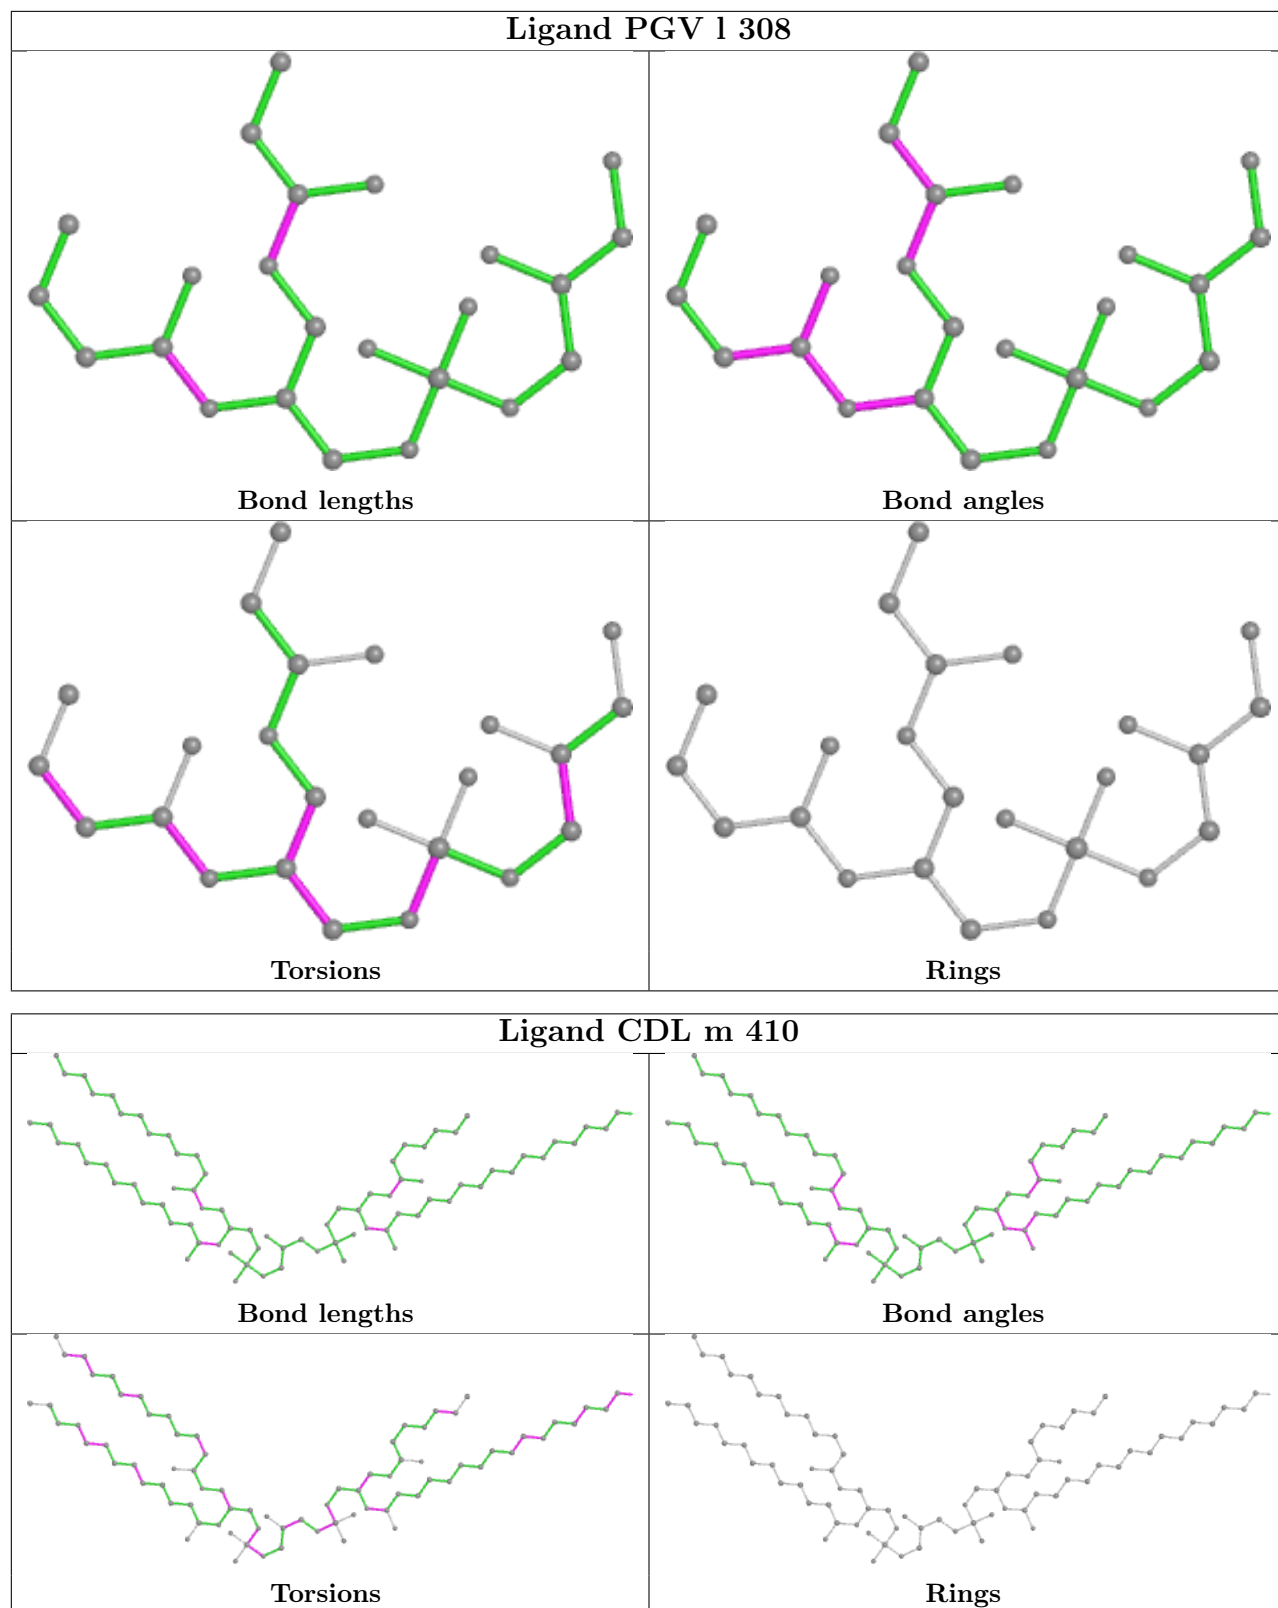 Ligand PGV l 308
Bond lengths
Bond angles
Torsions
Rings
Ligand CDL m 410
Bond lengths
Bond angles
Torsions
Rings